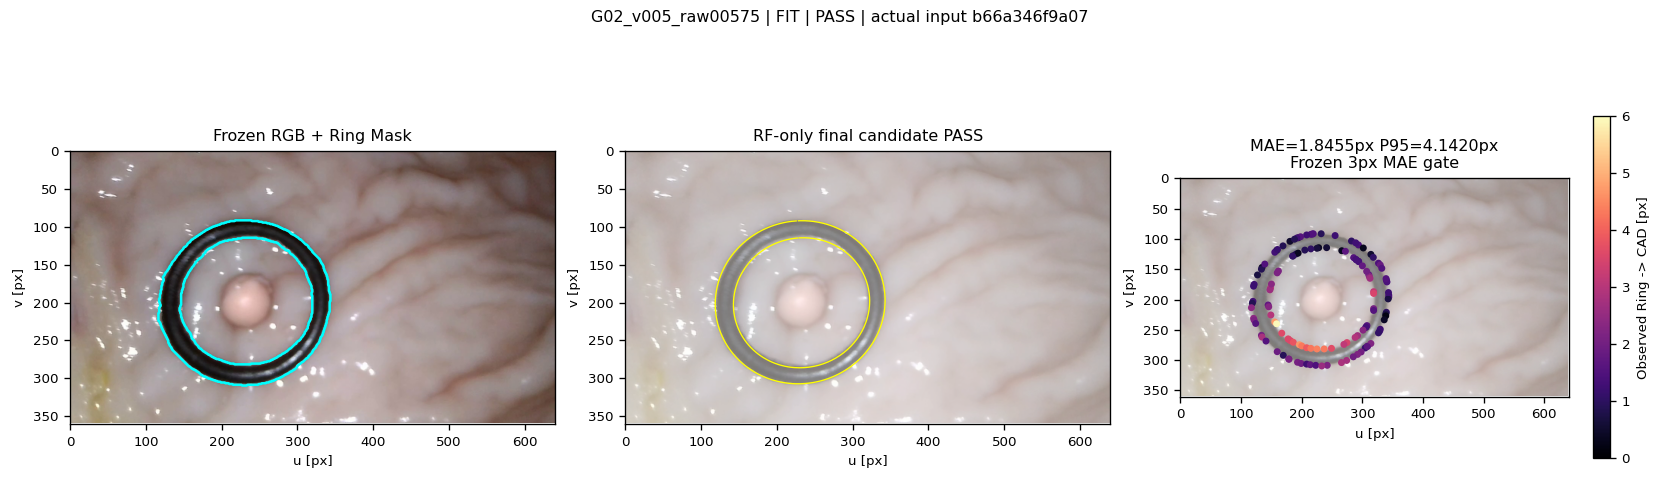 G02_v005_raw00575 | FIT | PASS | actual input b66a346f9a07
Frozen RGB + Ring Mask
0
50
100
150
200
250
300
350
v [px]
0 100 200 300 400 500 600
u [px]
RF-only final candidate PASS
0
50
100
150
200
250
300
350
v [px]
0 100 200 300 400 500 600
u [px]
MAE=1.8455px P95=4.1420px
Frozen 3px MAE gate
0
50
100
150
200
250
300
350
v [px]
0 100 200 300 400 500 600
u [px]
6
5
4
3
2
1
0
Observed Ring -> CAD [px]